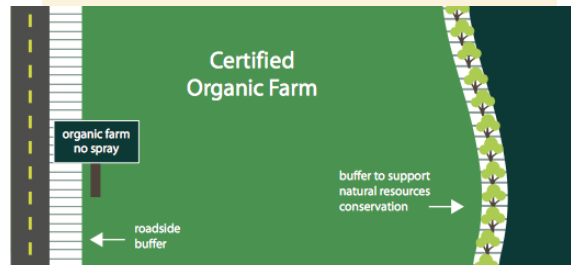 Certified
Organic Farm
organic farm
no spray
buffer to support
natural resources
conservation
roadside
buffer